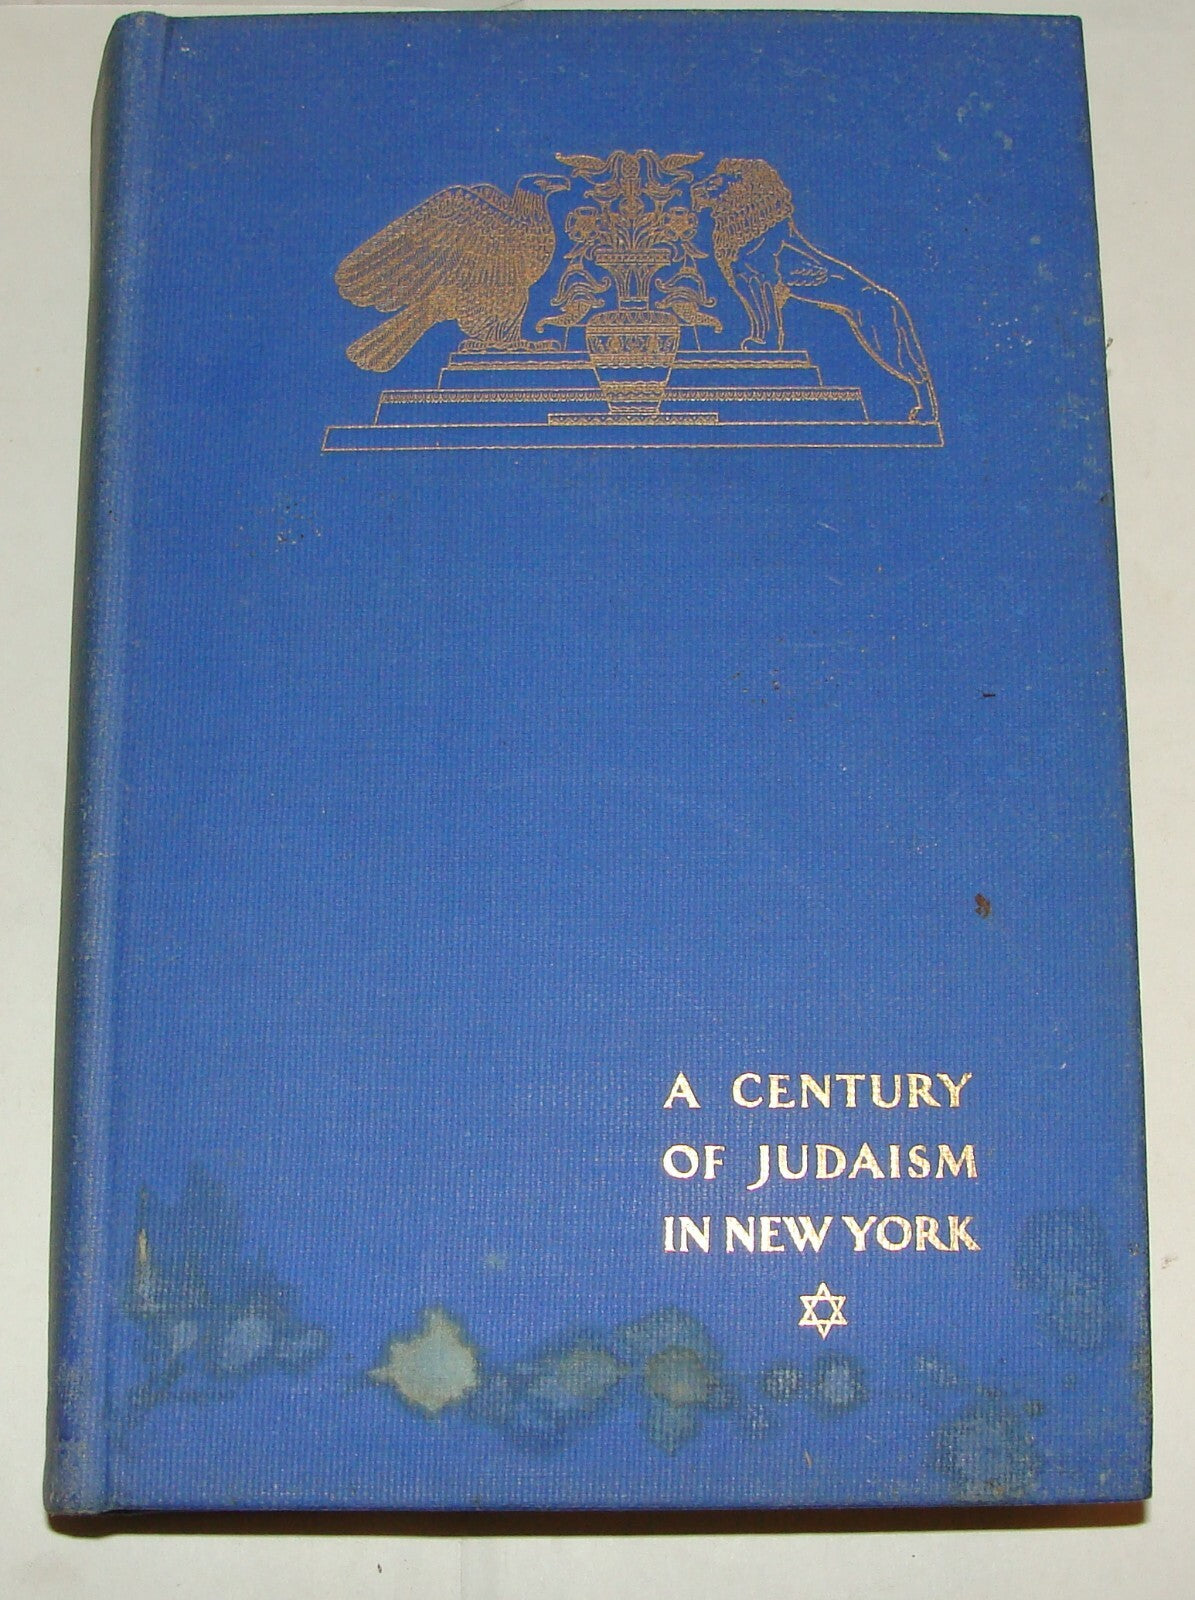 A CENTURY
OF JUDAISM
IN NEW YORK